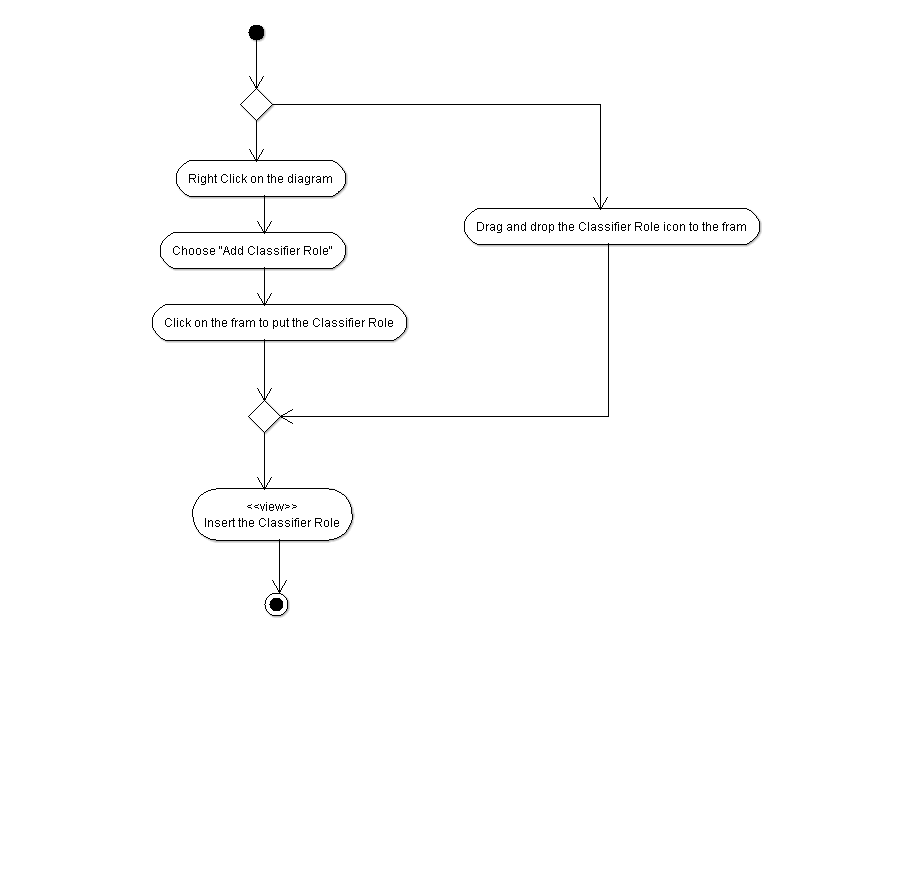 Right Click on the diagram
Drag and drop the Classifier Role icon to the fram
Choose "Add Classifier Role"
Click on the fram to put the Classifier Role
<<view>>
Insert the Classifier Role